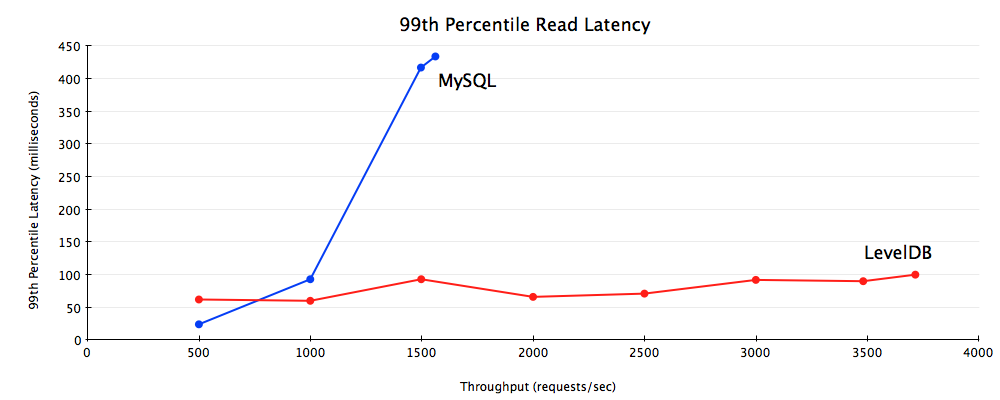 99th Percentile Read Latency
99th Percentile Latency (milliseconds)
450
400
350
300
250
200
150
100
50
0
MySQL
LevelDB
0 500 1000 1500 2000 2500 3000 3500 4000
Throughput (requests/sec)